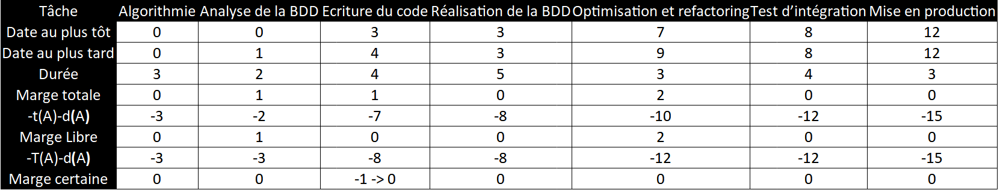 Tâche Algorithmie Analyse de la BDD Ecriture du code Réalisation de la BDD Optimisation et refactoring Test d’intégration Mise en production
Date au plus tôt 0 0 3 3 7 8 12
Date au plus tard 0 1 4 3 9 8 12
Durée 3 2 4 5 3 4 3
Marge totale 0 1 1 0 2 0 0
-t(A)-d(A) -3 -2 -7 -8 -10 -12 -15
Marge Libre 0 1 0 0 2 0 0
-T(A)-d(A) -3 -3 -8 -8 -12 -12 -15
Marge certaine 0 0 -1 -> 0 0 0 0 0